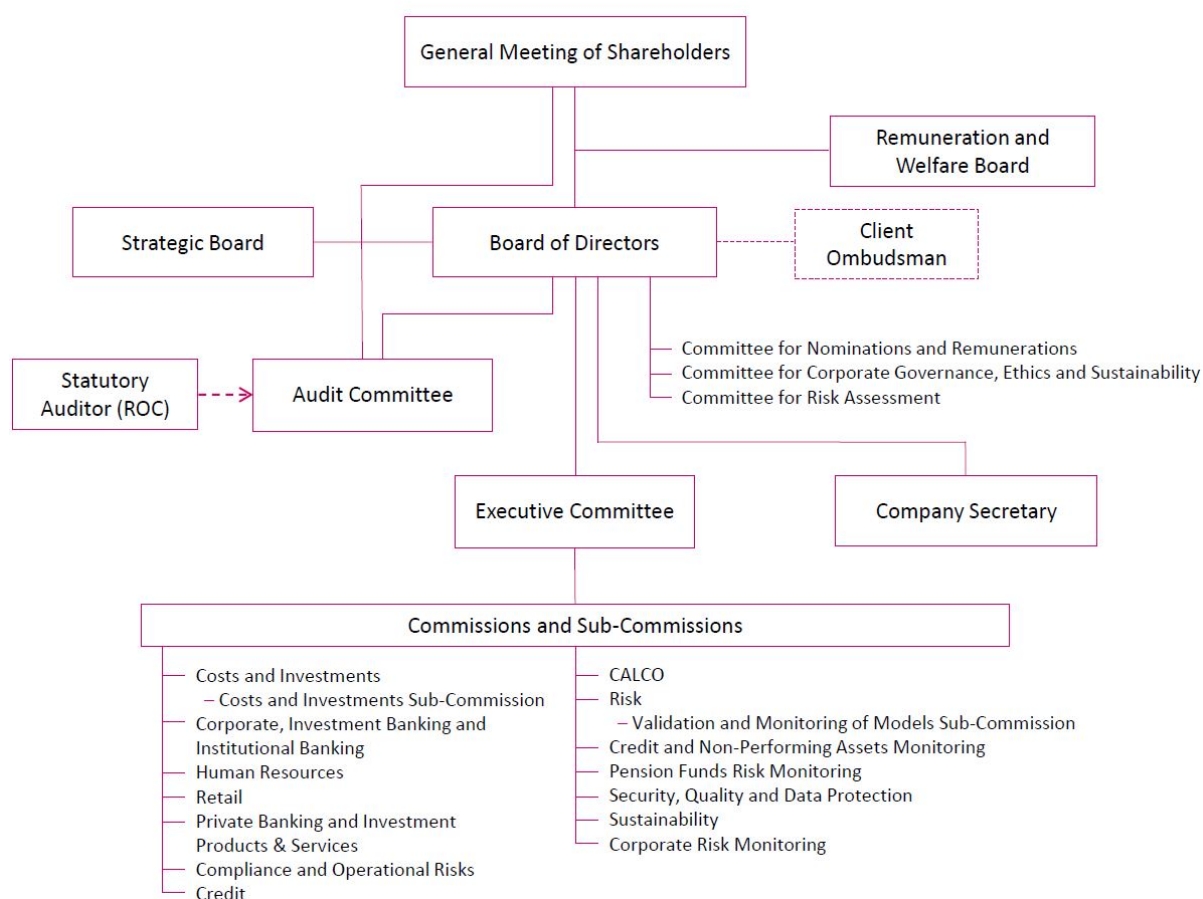 General Meeting of Shareholders
Remuneration and
Welfare Board
Strategic Board
Board of Directors
Client
Ombudsman
Committee for Nominations and Remunerations
Committee for Corporate Governance, Ethics and Sustainability
Committee for Risk Assessment
Statutory
Auditor (ROC)
Audit Committee
Executive Committee
Company Secretary
Commissions and Sub-Commissions
Costs and Investments
– Costs and Investments Sub-Commission
Corporate, Investment Banking and
Institutional Banking
Human Resources
Retail
Private Banking and Investment
Products & Services
Compliance and Operational Risks
Credit
CALCO
Risk
– Validation and Monitoring of Models Sub-Commission
Credit and Non-Performing Assets Monitoring
Pension Funds Risk Monitoring
Security, Quality and Data Protection
Sustainability
Corporate Risk Monitoring